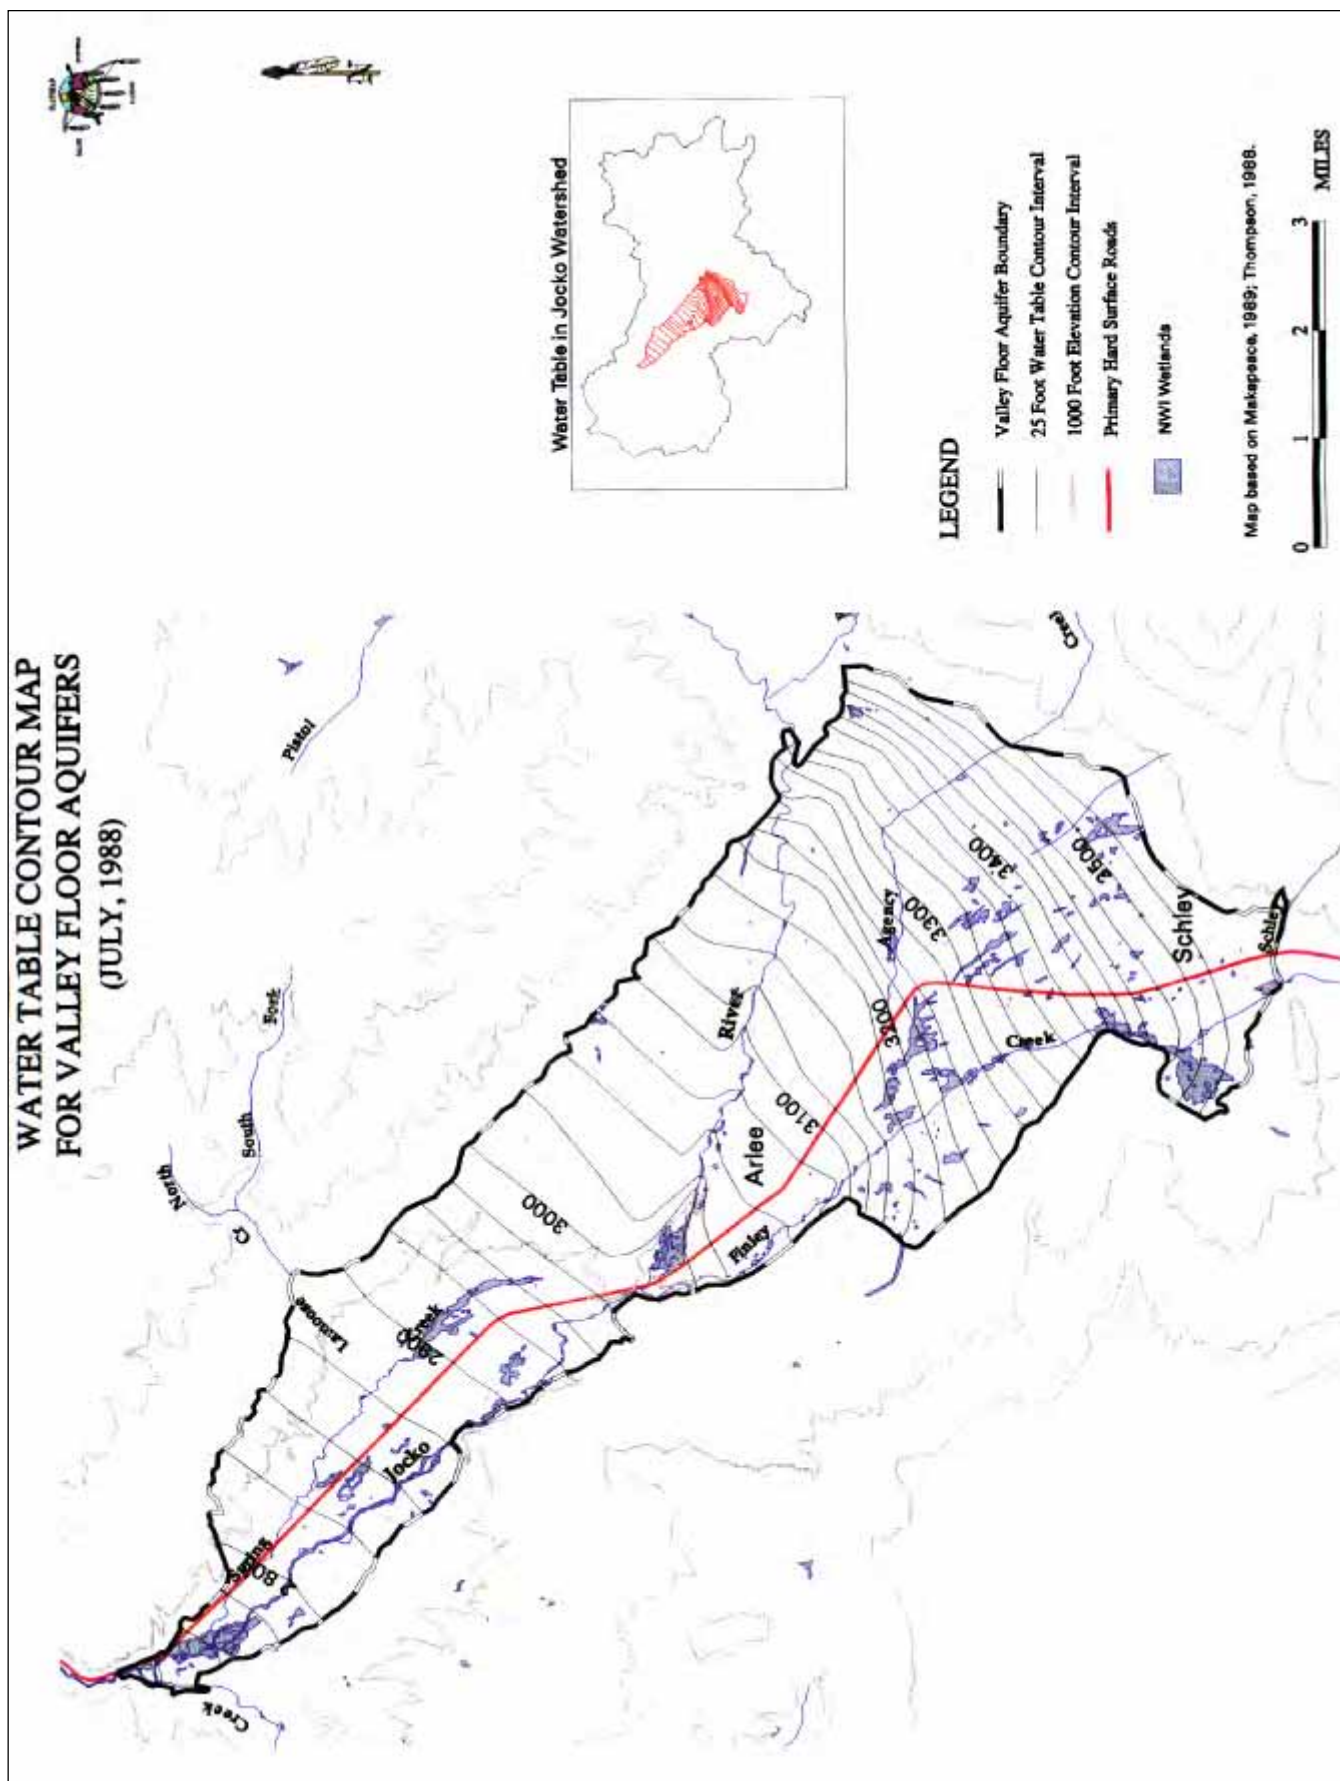 WATER TABLE CONTOUR MAP
FOR VALLEY FLOOR AQUIFERS
(JULY, 1988)
Water Table in Jocko Watershed
LEGEND
Valley Floor Aquifer Boundary
25 Foot Water Table Contour Interval
1000 Foot Elevation Contour Interval
Primary Hard Surface Roads
NWI Wetlands
Map based on Makepeace, 1989; Thompson, 1988.
0 1 2 3
MILES
Pistol
North
South
Fork
Cr
Lamoose
Creek
Spring
Jocko
Creek
3000
Finley
Arlee
3100
River
3200
Agency
3300
3400
Creek
Schley
Schley